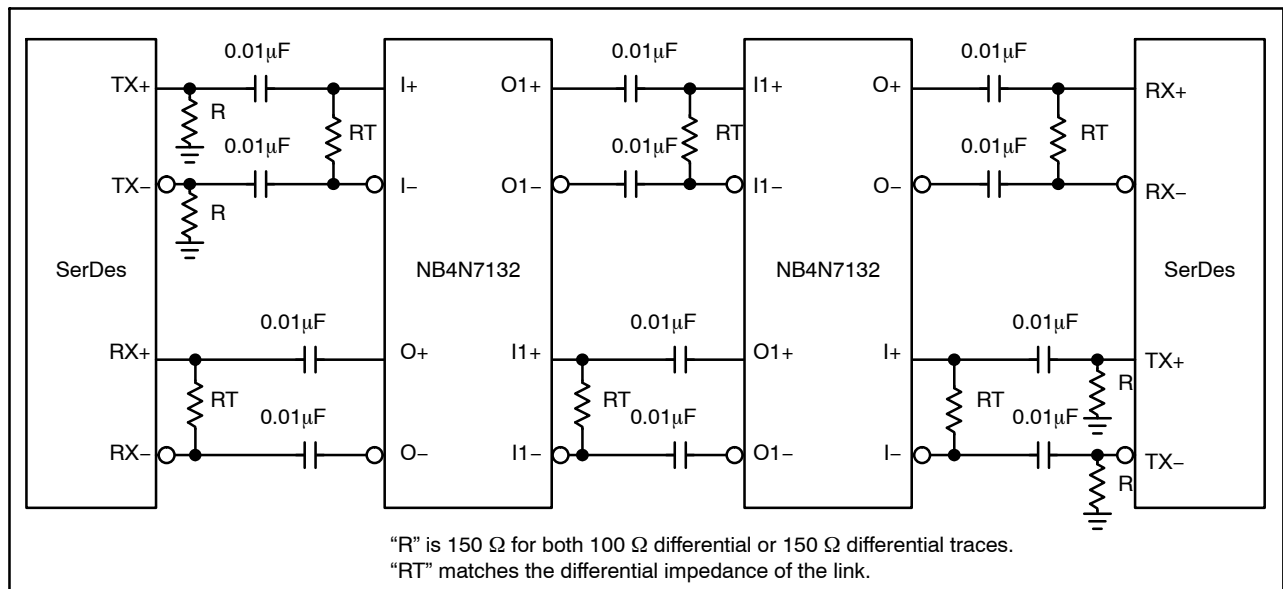 0.01μF 0.01μF 0.01μF
TX+ I+ O1+ I1+ O+ RX+
R RT RT RT
0.01μF 0.01μF 0.01μF
TX− I− O1− I1− O− RX−
R
SerDes NB4N7132 NB4N7132 SerDes
0.01μF 0.01μF 0.01μF
RX+ O+ I1+ O1+ I+ TX+
RT RT RT R
0.01μF 0.01μF 0.01μF
RX− O− I1− O1− I− TX−
R
“R” is 150 Ω for both 100 Ω differential or 150 Ω differential traces.
“RT” matches the differential impedance of the link.